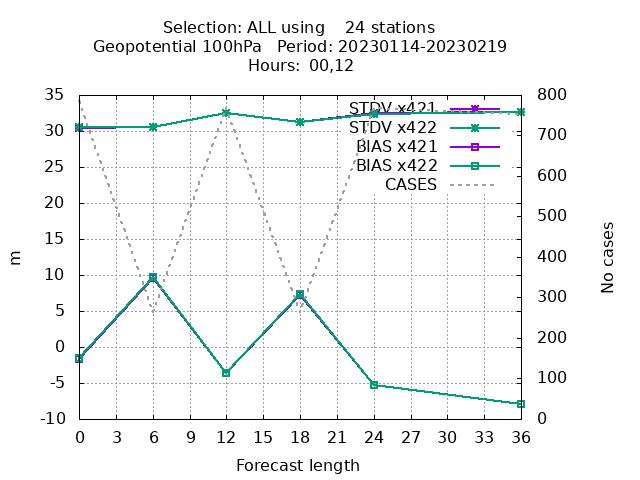 Selection: ALL using    24 stations
Geopotential 100hPa   Period: 20230114-20230219
Hours: 00,12
35
30
25
20
15
10
5
0
-5
-10
m
800
700
600
500
400
300
200
100
0
No cases
STDV x421
STDV x422
BIAS x421
BIAS x422
CASES
0 3 6 9 12 15 18 21 24 27 30 33 36
Forecast length